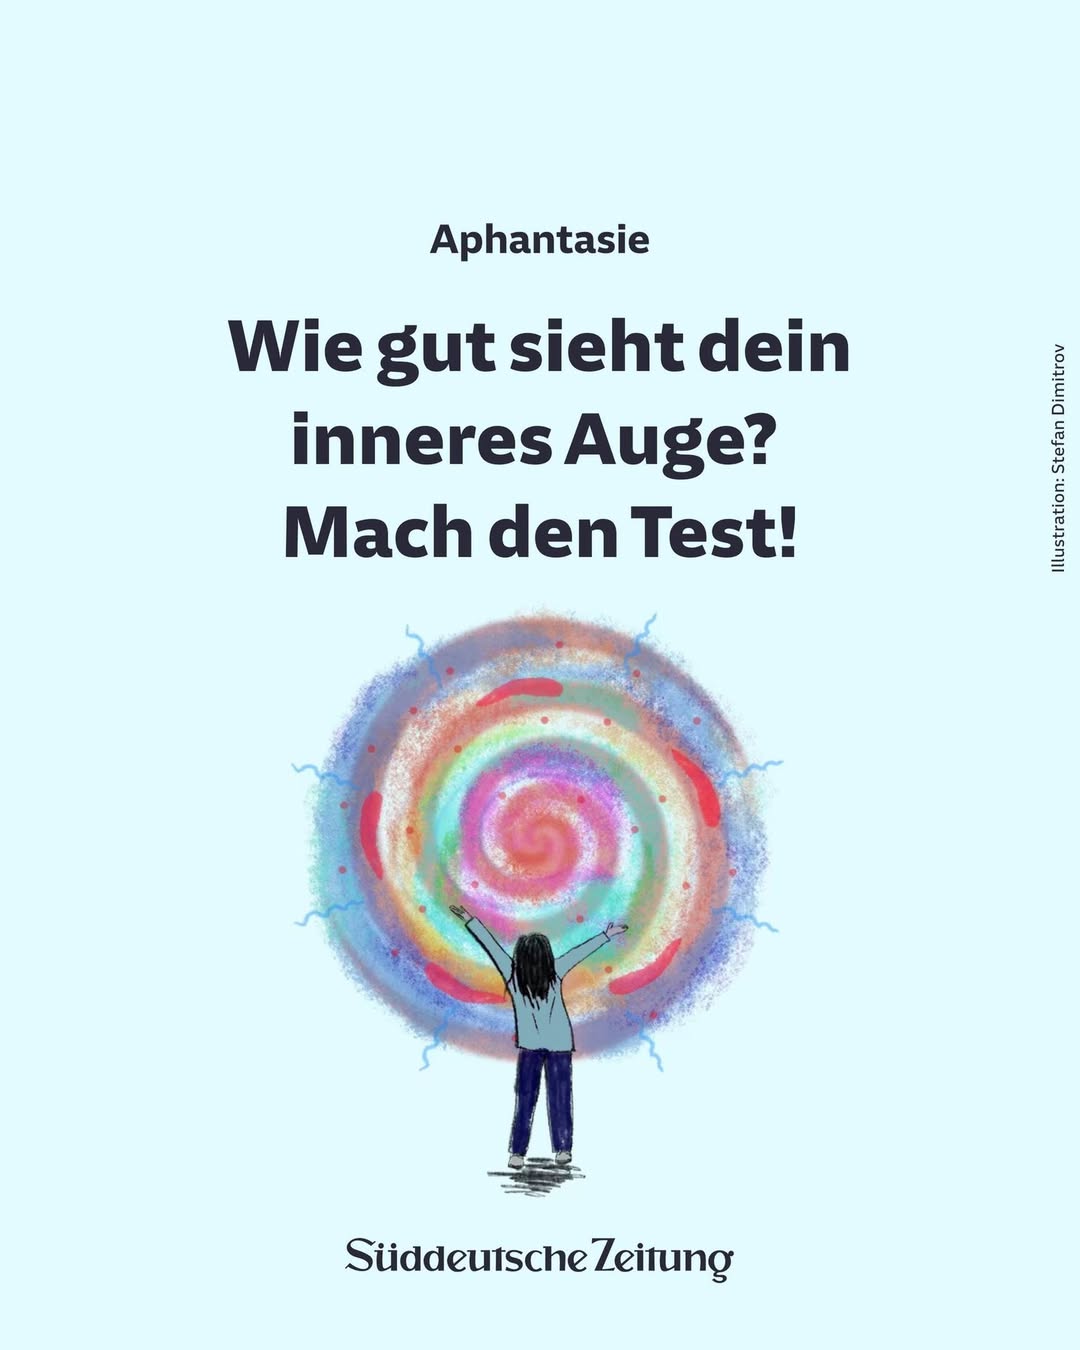 Aphantasie
Wie gut sieht dein
inneres Auge?
Mach den Test!
Illustration: Stefan Dimitrov
Süddeutsche Zeitung